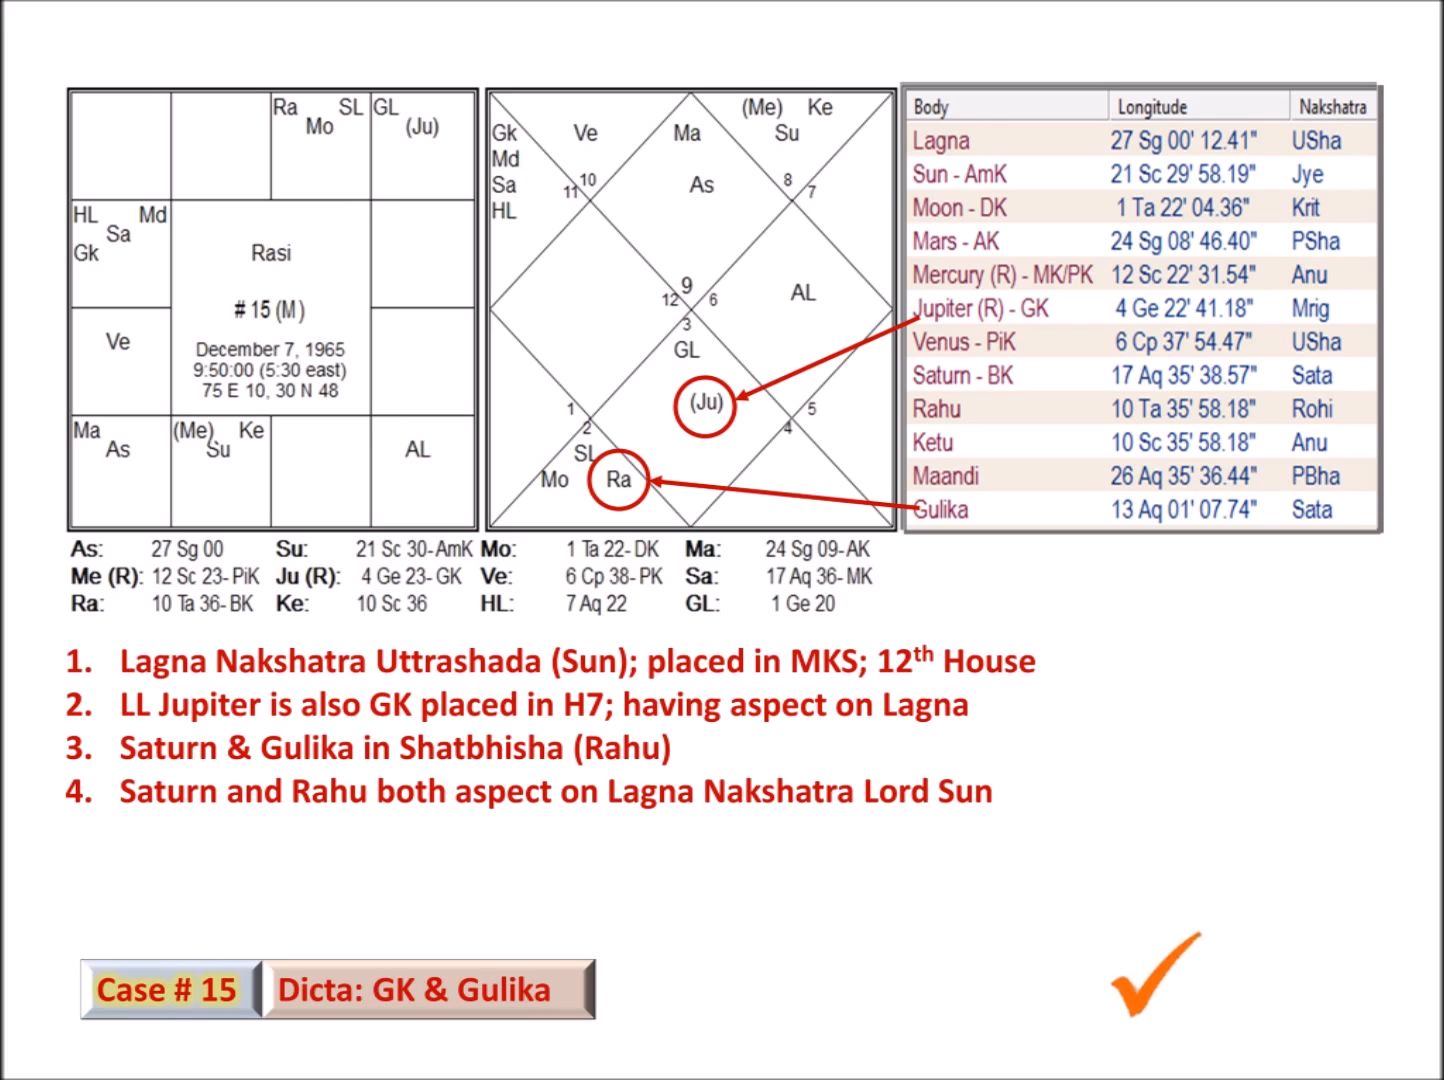 Ra SL
Mo
GL
(Ju)
HL Md
Sa
Gk
Rasi
# 15 (M)
December 7, 1965
9:50:00 (5:30 east)
75 E 10, 30 N 48
Ve
Ma
As
(Me) Ke
Su
AL
Gk
Md
Sa
HL
Ve
Ma
As
(Me) Ke
Su
10
11
8
7
9
12
6
3
GL
AL
(Ju)
1
2
5
4
SL
Mo
Ra
Body Longitude Nakshatra
Lagna 27 Sg 00' 12.41" USha
Sun - AmK 21 Sc 29' 58.19" Jye
Moon - DK 1 Ta 22' 04.36" Krit
Mars - AK 24 Sg 08' 46.40" PSha
Mercury (R) - MK/PK 12 Sc 22' 31.54" Anu
Jupiter (R) - GK 4 Ge 22' 41.18" Mrig
Venus - PiK 6 Cp 37' 54.47" USha
Saturn - BK 17 Aq 35' 38.57" Sata
Rahu 10 Ta 35' 58.18" Rohi
Ketu 10 Sc 35' 58.18" Anu
Maandi 26 Aq 35' 36.44" PBha
Gulika 13 Aq 01' 07.74" Sata
As: 27 Sg 00 Su: 21 Sc 30-AmK Mo: 1 Ta 22-DK Ma: 24 Sg 09-AK
Me (R): 12 Sc 23-PiK Ju (R): 4 Ge 23-GK Ve: 6 Cp 38-PK Sa: 17 Aq 36-MK
Ra: 10 Ta 36-BK Ke: 10 Sc 36 HL: 7 Aq 22 GL: 1 Ge 20
1. Lagna Nakshatra Uttrashada (Sun); placed in MKS; 12th House
2. LL Jupiter is also GK placed in H7; having aspect on Lagna
3. Saturn & Gulika in Shatbhisha (Rahu)
4. Saturn and Rahu both aspect on Lagna Nakshatra Lord Sun
Case # 15 Dicta: GK & Gulika